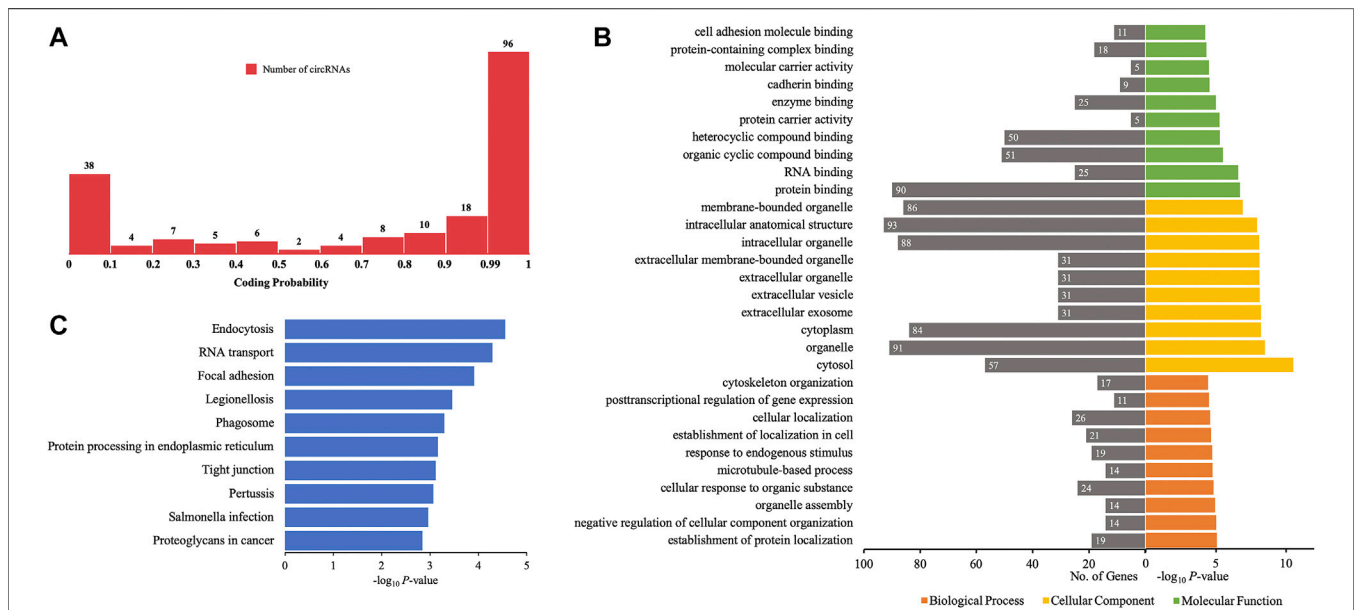 A
96
Number of circRNAs
38
4
7
5
6
2
4
8
10
18
0
0.1
0.2
0.3
0.4
0.5
0.6
0.7
0.8
0.9
0.99
1
Coding Probability
B
cell adhesion molecule binding 11
protein-containing complex binding 18
molecular carrier activity 5
cadherin binding 9
enzyme binding 25
protein carrier activity 5
heterocyclic compound binding 50
organic cyclic compound binding 51
RNA binding 25
protein binding 90
membrane-bounded organelle 86
intracellular anatomical structure 93
intracellular organelle 88
extracellular membrane-bounded organelle 31
extracellular organelle 31
extracellular vesicle 31
extracellular exosome 31
cytoplasm 84
organelle 91
cytosol 57
cytoskeleton organization 17
posttranscriptional regulation of gene expression 11
cellular localization 26
establishment of localization in cell 21
response to endogenous stimulus 19
microtubule-based process 14
cellular response to organic substance 24
organelle assembly 14
negative regulation of cellular component organization 14
establishment of protein localization 19
100 80 60 40 20 0 5 10
No. of Genes -log10 P-value
Biological Process Cellular Component Molecular Function
C
Endocytosis
RNA transport
Focal adhesion
Legionellosis
Phagosome
Protein processing in endoplasmic reticulum
Tight junction
Pertussis
Salmonella infection
Proteoglycans in cancer
0 1 2 3 4 5
-log10 P-value